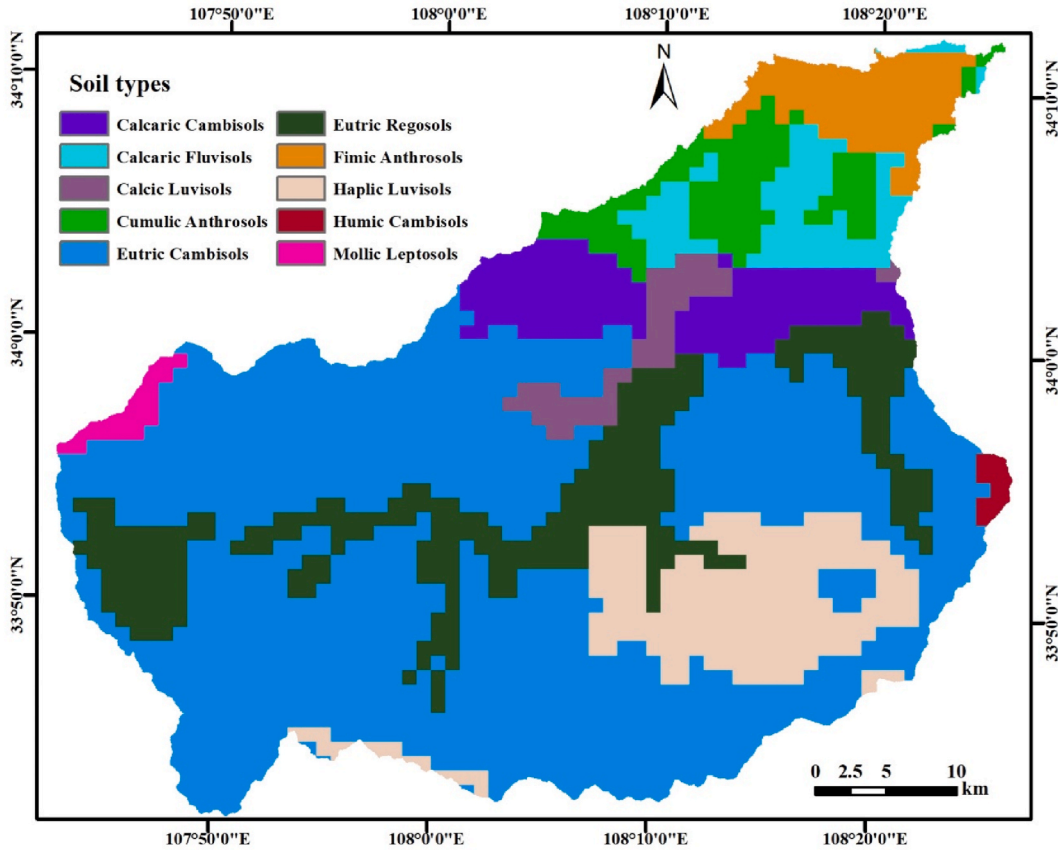 107°50'0"E 108°0'0"E 108°10'0"E 108°20'0"E
N
34°10'0"N
34°10'0"N
Soil types
Calcaric Cambisols Eutric Regosols
Calcaric Fluvisols Fimic Anthrosols
Calcic Luvisols Haplic Luvisols
Cumulic Anthrosols Humic Cambisols
Eutric Cambisols Mollic Leptosols
34°0'0"N
34°0'0"N
33°50'0"N
33°50'0"N
0 2.5 5 10
km
107°50'0"E 108°0'0"E 108°10'0"E 108°20'0"E